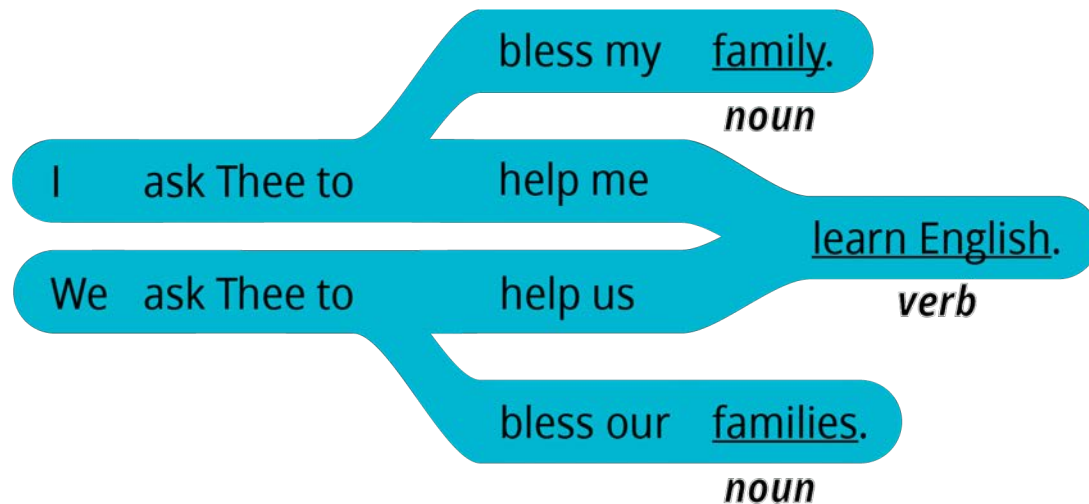 bless my family.
noun
I ask Thee to help me
learn English.
We ask Thee to help us
verb
bless our families.
noun